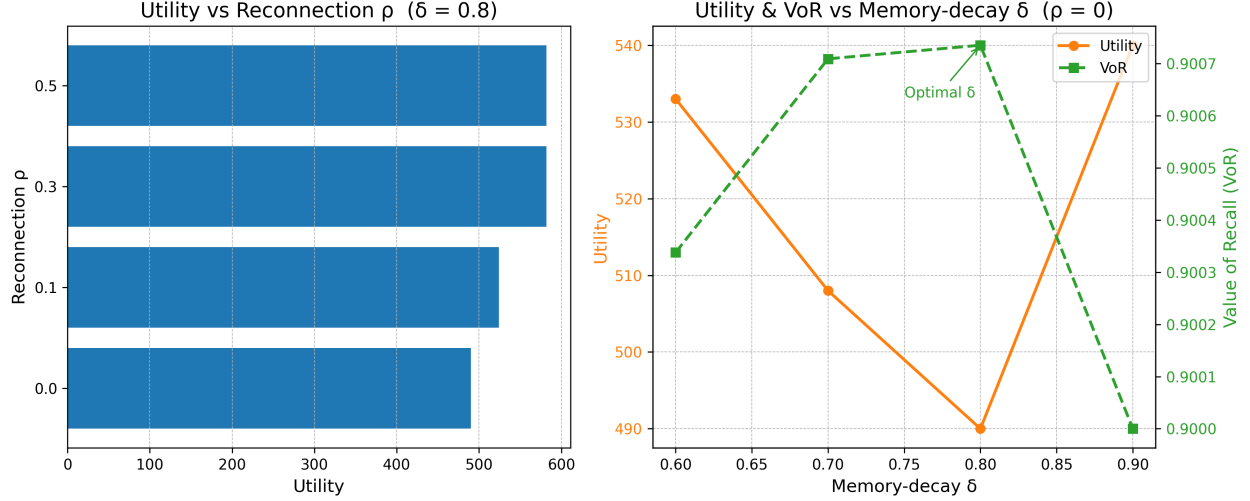 Utility vs Reconnection ρ  (δ = 0.8)
Reconnection ρ
0.5
0.3
0.1
0.0
0 100 200 300 400 500 600
Utility
Utility & VoR vs Memory-decay δ  (ρ = 0)
Utility
540
530
520
510
500
490
Utility
VoR
Optimal δ
0.9007
0.9006
0.9005
0.9004
0.9003
0.9002
0.9001
0.9000
Value of Recall (VoR)
0.60 0.65 0.70 0.75 0.80 0.85 0.90
Memory-decay δ